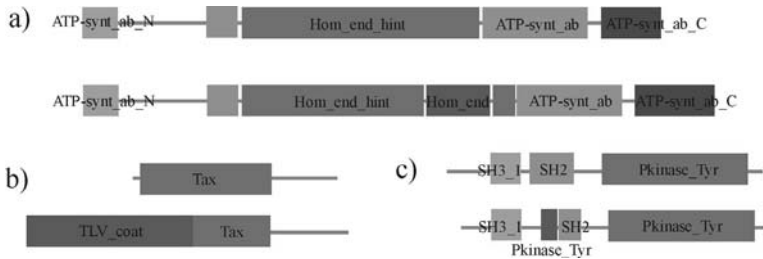 a)
ATP-synt_ab_N Hom_end_hint ATP-synt_ab ATP-synt_ab_C
ATP-synt_ab_N Hom_end_hint Hom_end ATP-synt_ab ATP-synt_ab_C
b)
Tax
TLV_coat Tax
c)
SH3_1 SH2 Pkinase_Tyr
SH3_1 SH2 Pkinase_Tyr
Pkinase_Tyr